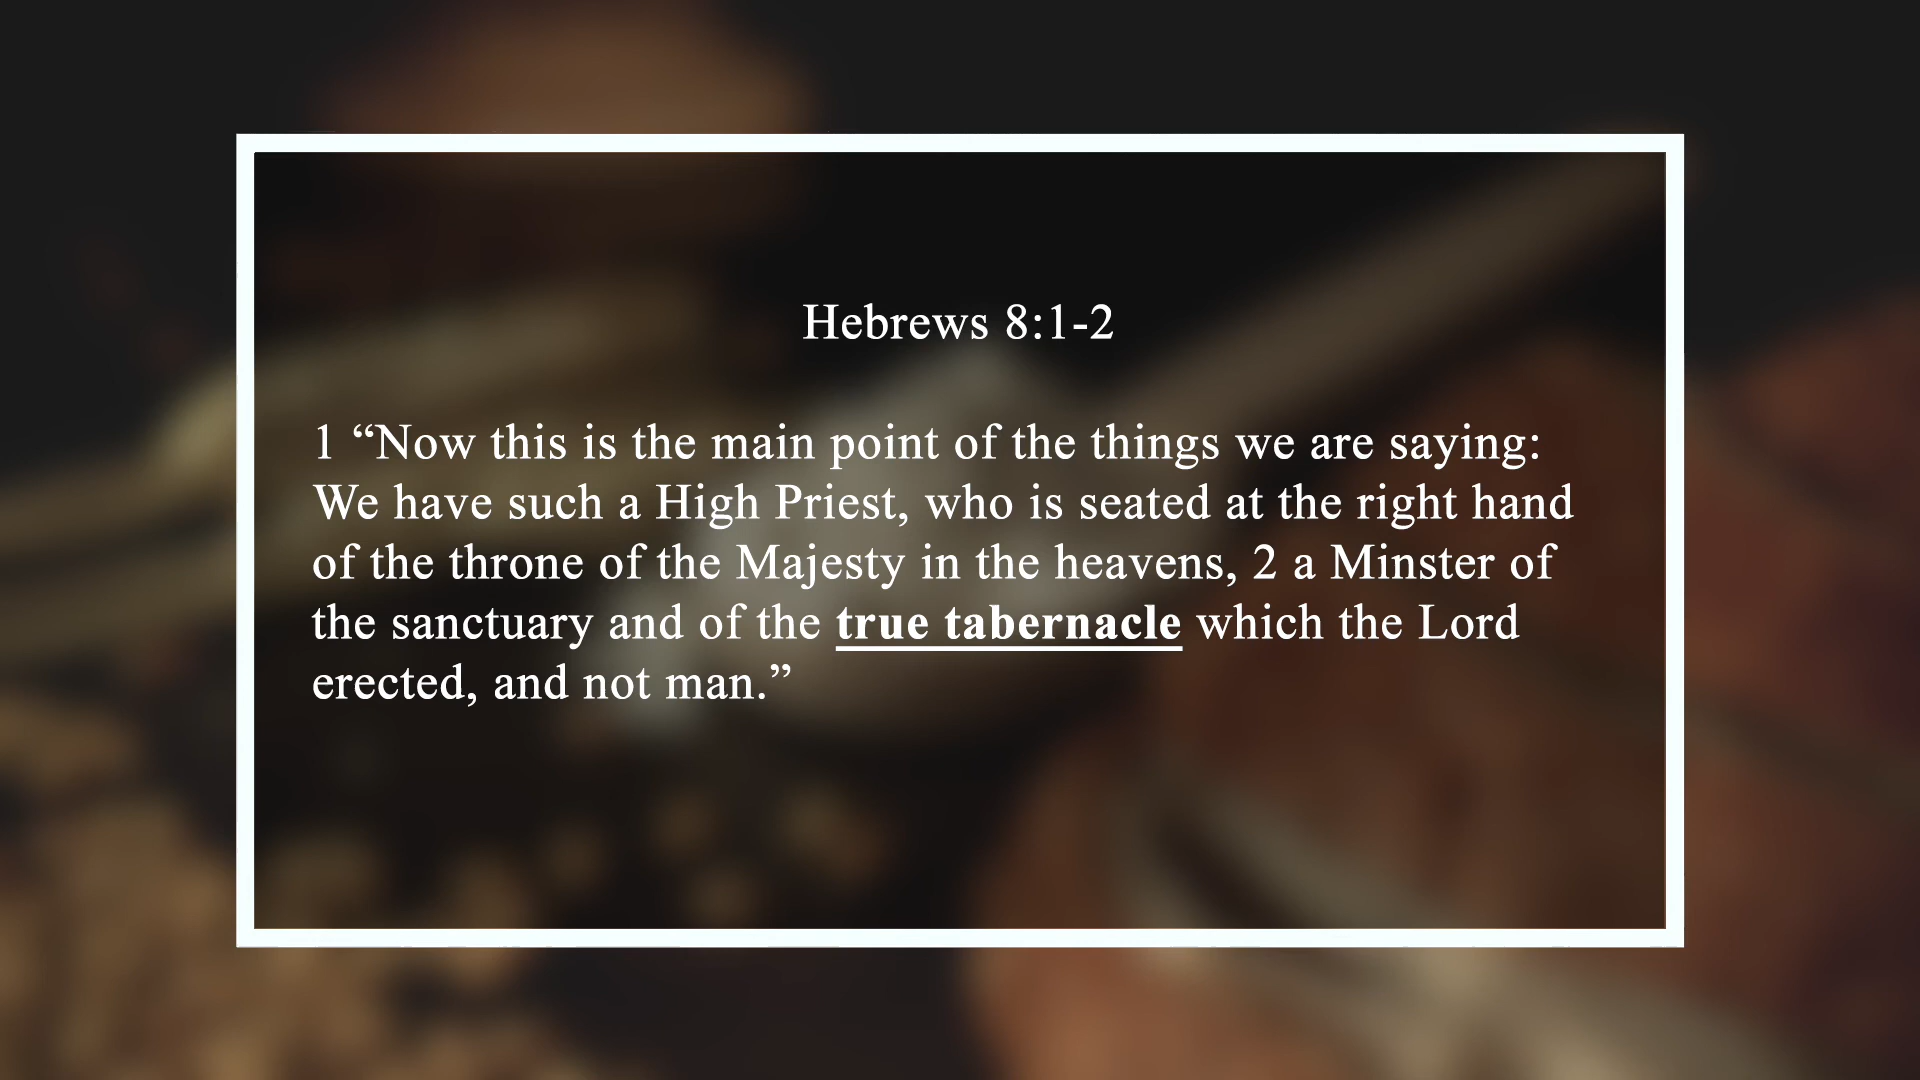 Hebrews 8:1-2
1 “Now this is the main point of the things we are saying:
We have such a High Priest, who is seated at the right hand
of the throne of the Majesty in the heavens, 2 a Minster of
the sanctuary and of the true tabernacle which the Lord
erected, and not man.”